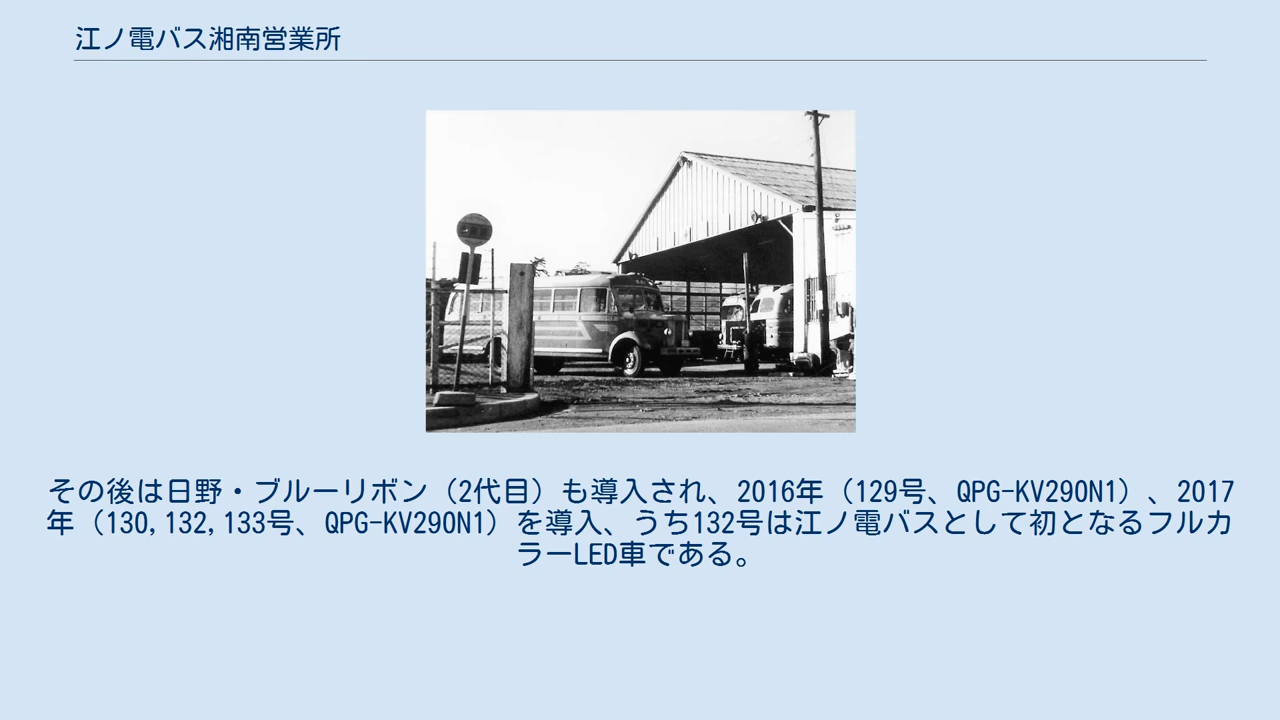 江ノ電バス湘南営業所
その後は日野・ブルーリボン（2代目）も導入され、2016年（129号、QPG-KV290N1）、2017
年（130,132,133号、QPG-KV290N1）を導入、うち132号は江ノ電バスとして初となるフルカ
ラーLED車である。